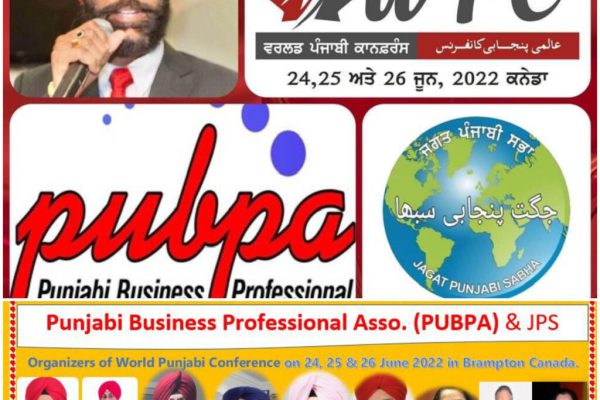 ਵਰਲਡ ਪੰਜਾਬੀ ਕਾਨਫ਼ਰੰਸ
عالمی پنجابی کانفرنس
24,25 ਅਤੇ 26 ਜੂਨ, 2022 ਕਨੇਡਾ
pubpa
Punjabi Business Professional
ਜਗਤ ਪੰਜਾਬੀ ਸਭਾ
جگت پنجابی سبھا
JAGAT PUNJABI SABHA
Punjabi Business Professional Asso. (PUBPA) & JPS
Organizers of World Punjabi Conference on 24, 25 & 26 June 2022 in Brampton Canada.